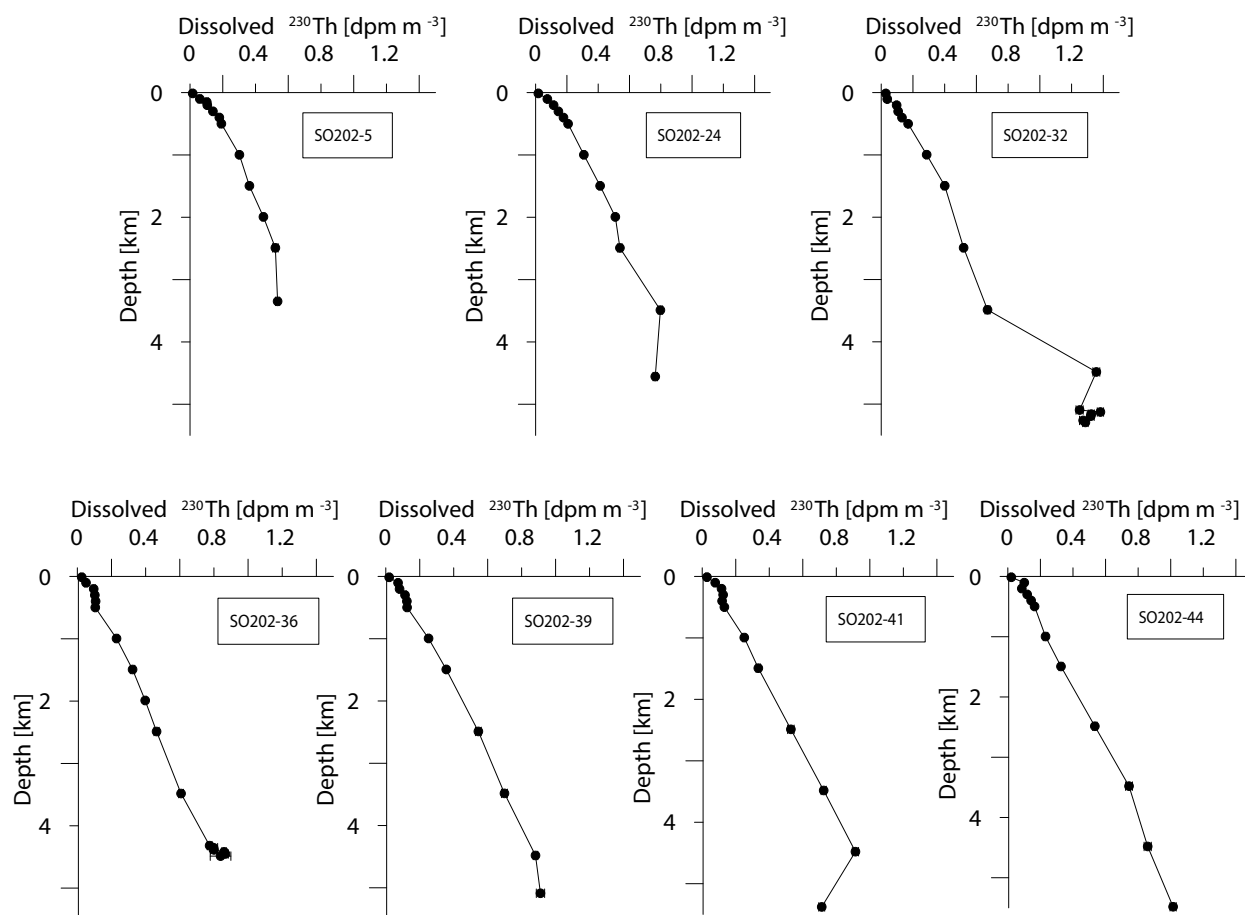 Dissolved ²³⁰Th [dpm m ⁻³]
0 0.4 0.8 1.2
0
2
4
Depth [km]
SO202-5
Dissolved ²³⁰Th [dpm m ⁻³]
0 0.4 0.8 1.2
0
2
4
Depth [km]
SO202-24
Dissolved ²³⁰Th [dpm m ⁻³]
0 0.4 0.8 1.2
0
2
4
Depth [km]
SO202-32
Dissolved ²³⁰Th [dpm m ⁻³]
0 0.4 0.8 1.2
0
2
4
Depth [km]
SO202-36
Dissolved ²³⁰Th [dpm m ⁻³]
0 0.4 0.8 1.2
0
2
4
Depth [km]
SO202-39
Dissolved ²³⁰Th [dpm m ⁻³]
0 0.4 0.8 1.2
0
2
4
Depth [km]
SO202-41
Dissolved ²³⁰Th [dpm m ⁻³]
0 0.4 0.8 1.2
0
2
4
Depth [km]
SO202-44